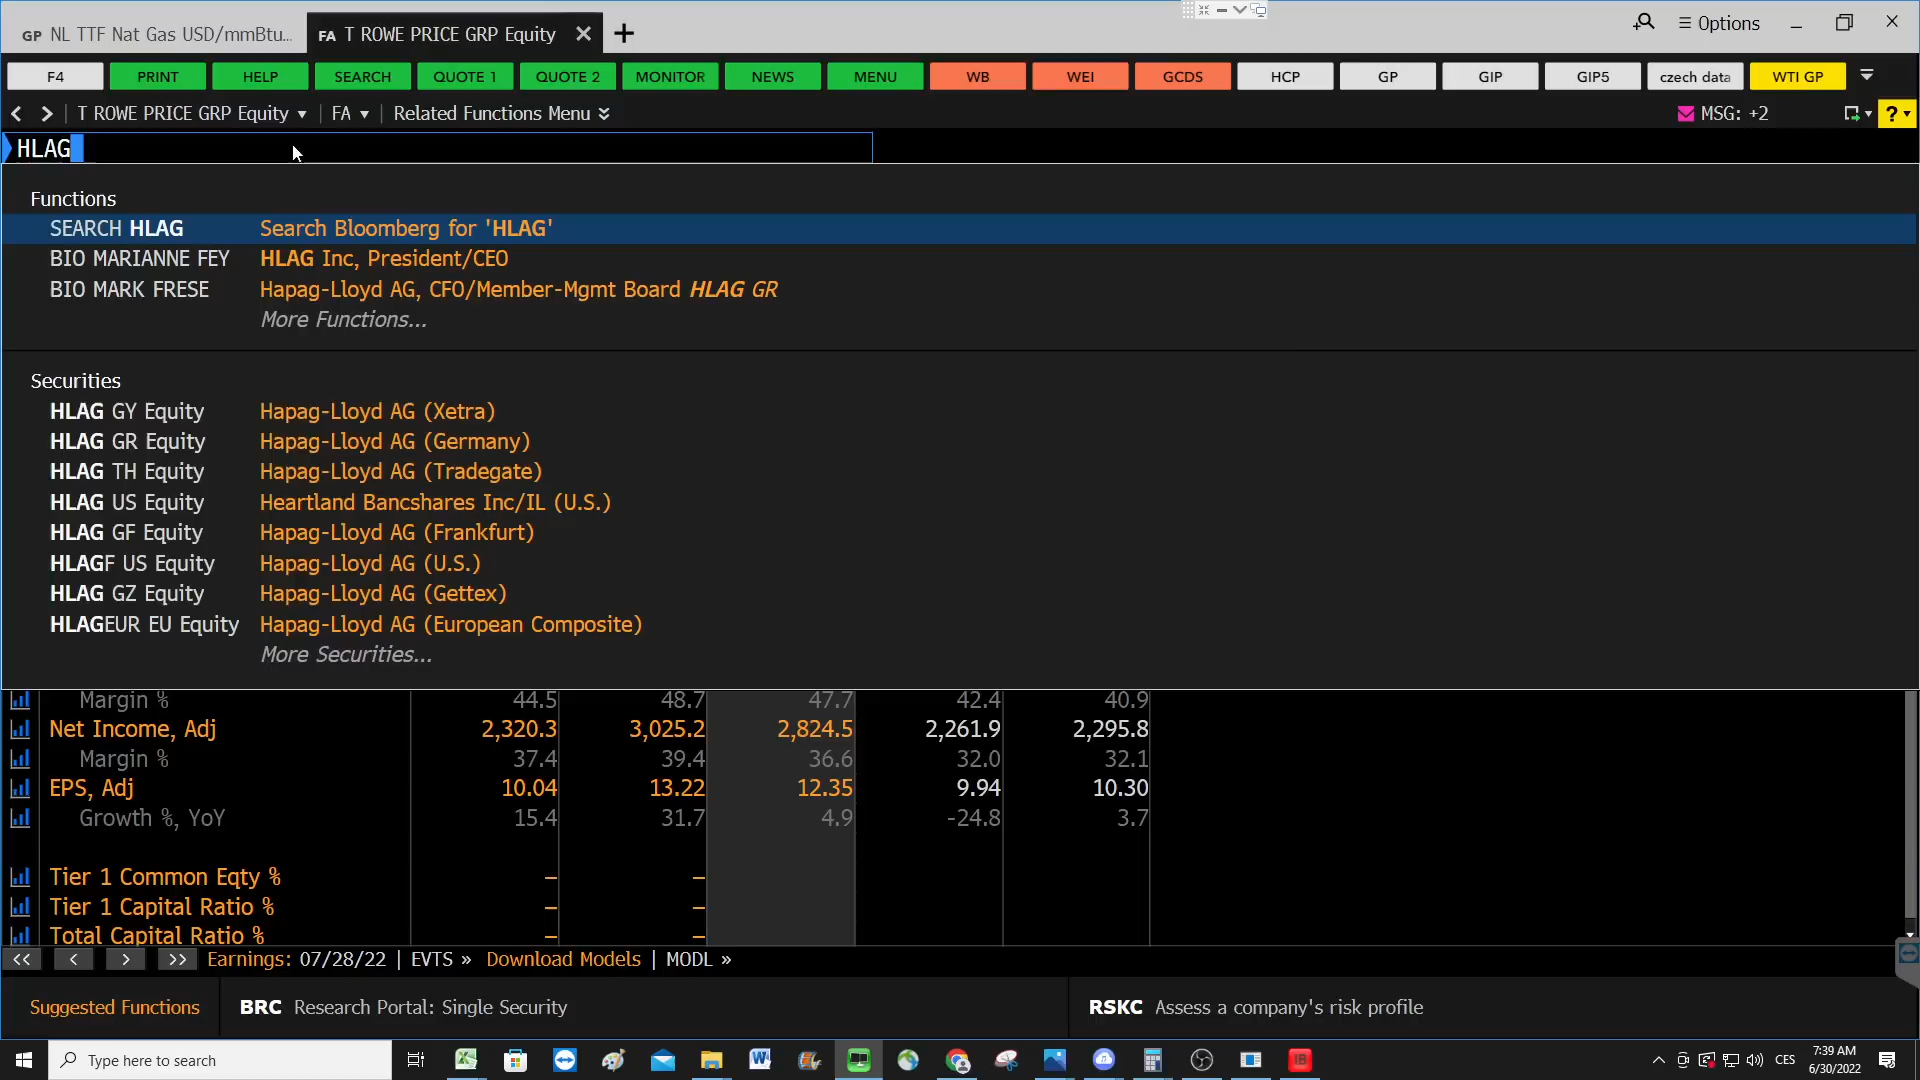 GP NL TTF Nat Gas USD/mmBtu... FA T ROWE PRICE GRP Equity Options
F4 PRINT HELP SEARCH QUOTE 1 QUOTE 2 MONITOR NEWS MENU WB WEI GCDS HCP GP GIP GIP5 czech data WTI GP
T ROWE PRICE GRP Equity FA Related Functions Menu MSG: +2 ?
HLAG
Functions
SEARCH HLAG Search Bloomberg for 'HLAG'
BIO MARIANNE FEY HLAG Inc, President/CEO
BIO MARK FRESE Hapag-Lloyd AG, CFO/Member-Mgmt Board HLAG GR
More Functions...
Securities
HLAG GY Equity Hapag-Lloyd AG (Xetra)
HLAG GR Equity Hapag-Lloyd AG (Germany)
HLAG TH Equity Hapag-Lloyd AG (Tradegate)
HLAG US Equity Heartland Bancshares Inc/IL (U.S.)
HLAG GF Equity Hapag-Lloyd AG (Frankfurt)
HLAGF US Equity Hapag-Lloyd AG (U.S.)
HLAG GZ Equity Hapag-Lloyd AG (Gettex)
HLAGEUR EU Equity Hapag-Lloyd AG (European Composite)
More Securities...
Margin % 44.5 48.7 47.7 42.4 40.9
Net Income, Adj 2,320.3 3,025.2 2,824.5 2,261.9 2,295.8
Margin % 37.4 39.4 36.6 32.0 32.1
EPS, Adj 10.04 13.22 12.35 9.94 10.30
Growth %, YoY 15.4 31.7 4.9 -24.8 3.7
Tier 1 Common Eqty % – –
Tier 1 Capital Ratio % – –
Total Capital Ratio % – –
<< < > >> Earnings: 07/28/22 | EVTS » Download Models | MODL »
Suggested Functions BRC Research Portal: Single Security RSKC Assess a company's risk profile
Type here to search CES 7:39 AM
6/30/2022